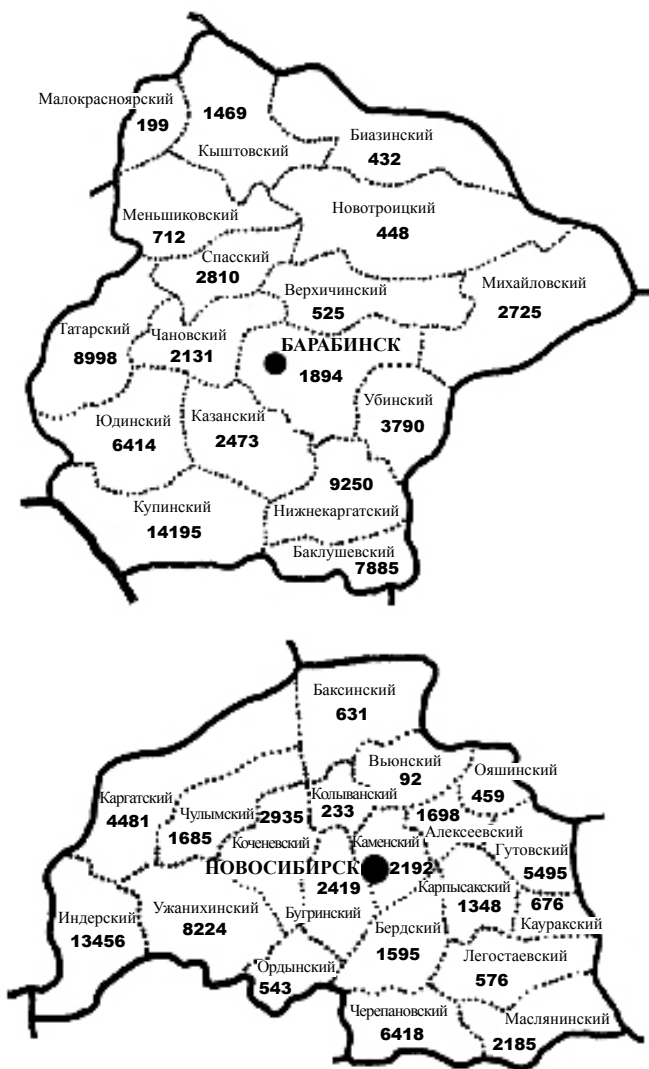 Малокрасноярский
199
1469
Кыштовский
Биазинский
432
Меньшиковский
712
Новотроицкий
448
Спасский
2810
Верхичинский
525
Михайловский
2725
Татарский
8998
Чановский
2131
БАРАБИНСК
1894
Убинский
3790
Юдинский
6414
Казанский
2473
9250
Нижнекаргатский
Купинский
14195
Баклушевский
7885
Баксинский
631
Вьюнский
92
Ояшинский
459
Каргатский
4481
Чулымский
1685
2935
Коченевский
Колыванский
233
Каменский
2192
1698
Алексеевский
Гутовский
5495
НОВОСИБИРСК
2419
Бугринский
Карпысакский
1348
676
Кауракский
Индерский
13456
Ужанихинский
8224
Бердский
1595
Легостаевский
576
Ордынский
543
Черепановский
6418
Маслянинский
2185